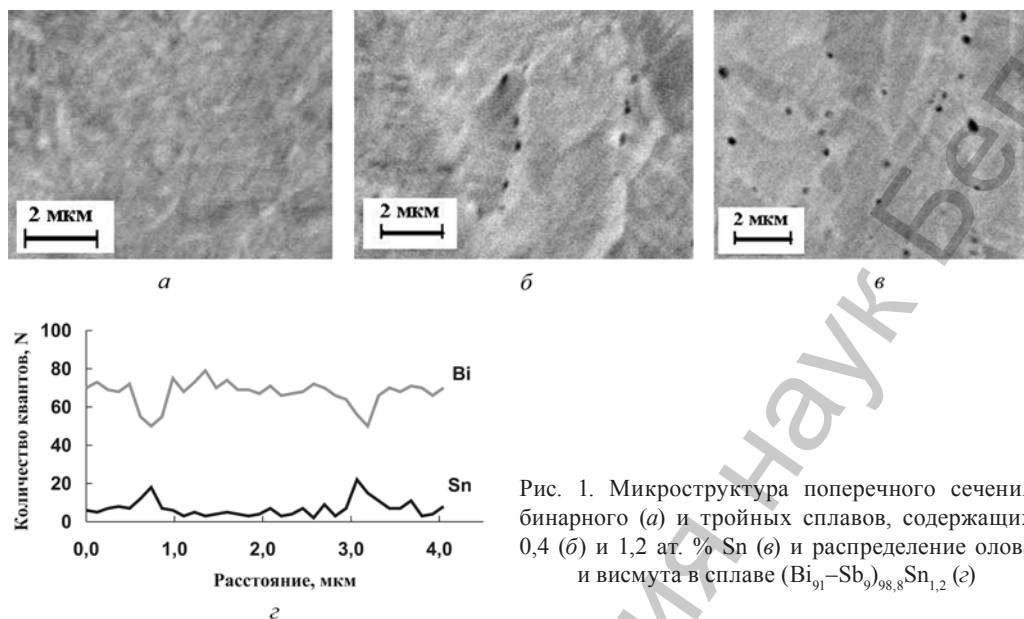 2 мкм
2 мкм
2 мкм
а
б
в
Количество квантов, N
100
80
60
40
20
0
Bi
Sn
0,0 1,0 2,0 3,0 4,0
Расстояние, мкм
г
Рис. 1. Микроструктура поперечного сечения
бинарного (а) и тройных сплавов, содержащих
0,4 (б) и 1,2 ат. % Sn (в) и распределение олова
и висмута в сплаве (Bi₉₁–Sb₉)₉₈,₈Sn₁,₂ (г)
наук Бел